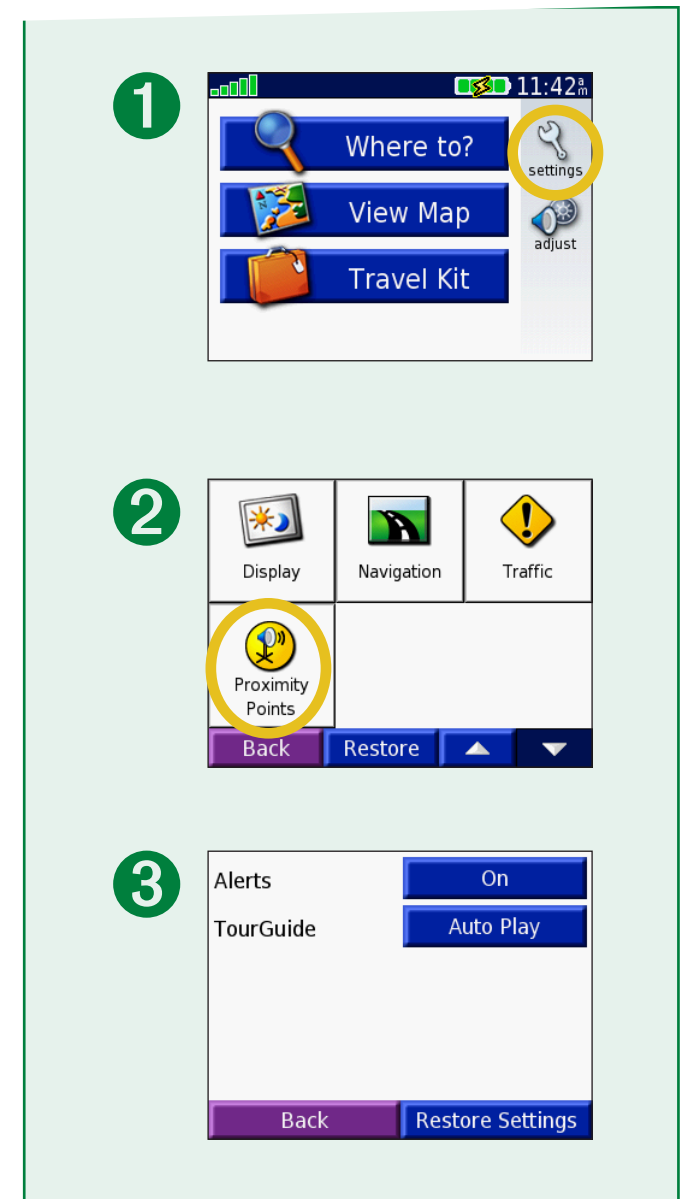 1
11:42 am
Where to?
settings
View Map
adjust
Travel Kit
N
2
Display
Navigation
Traffic
Proximity
Points
Back
Restore
3
Alerts
On
TourGuide
Auto Play
Back
Restore Settings